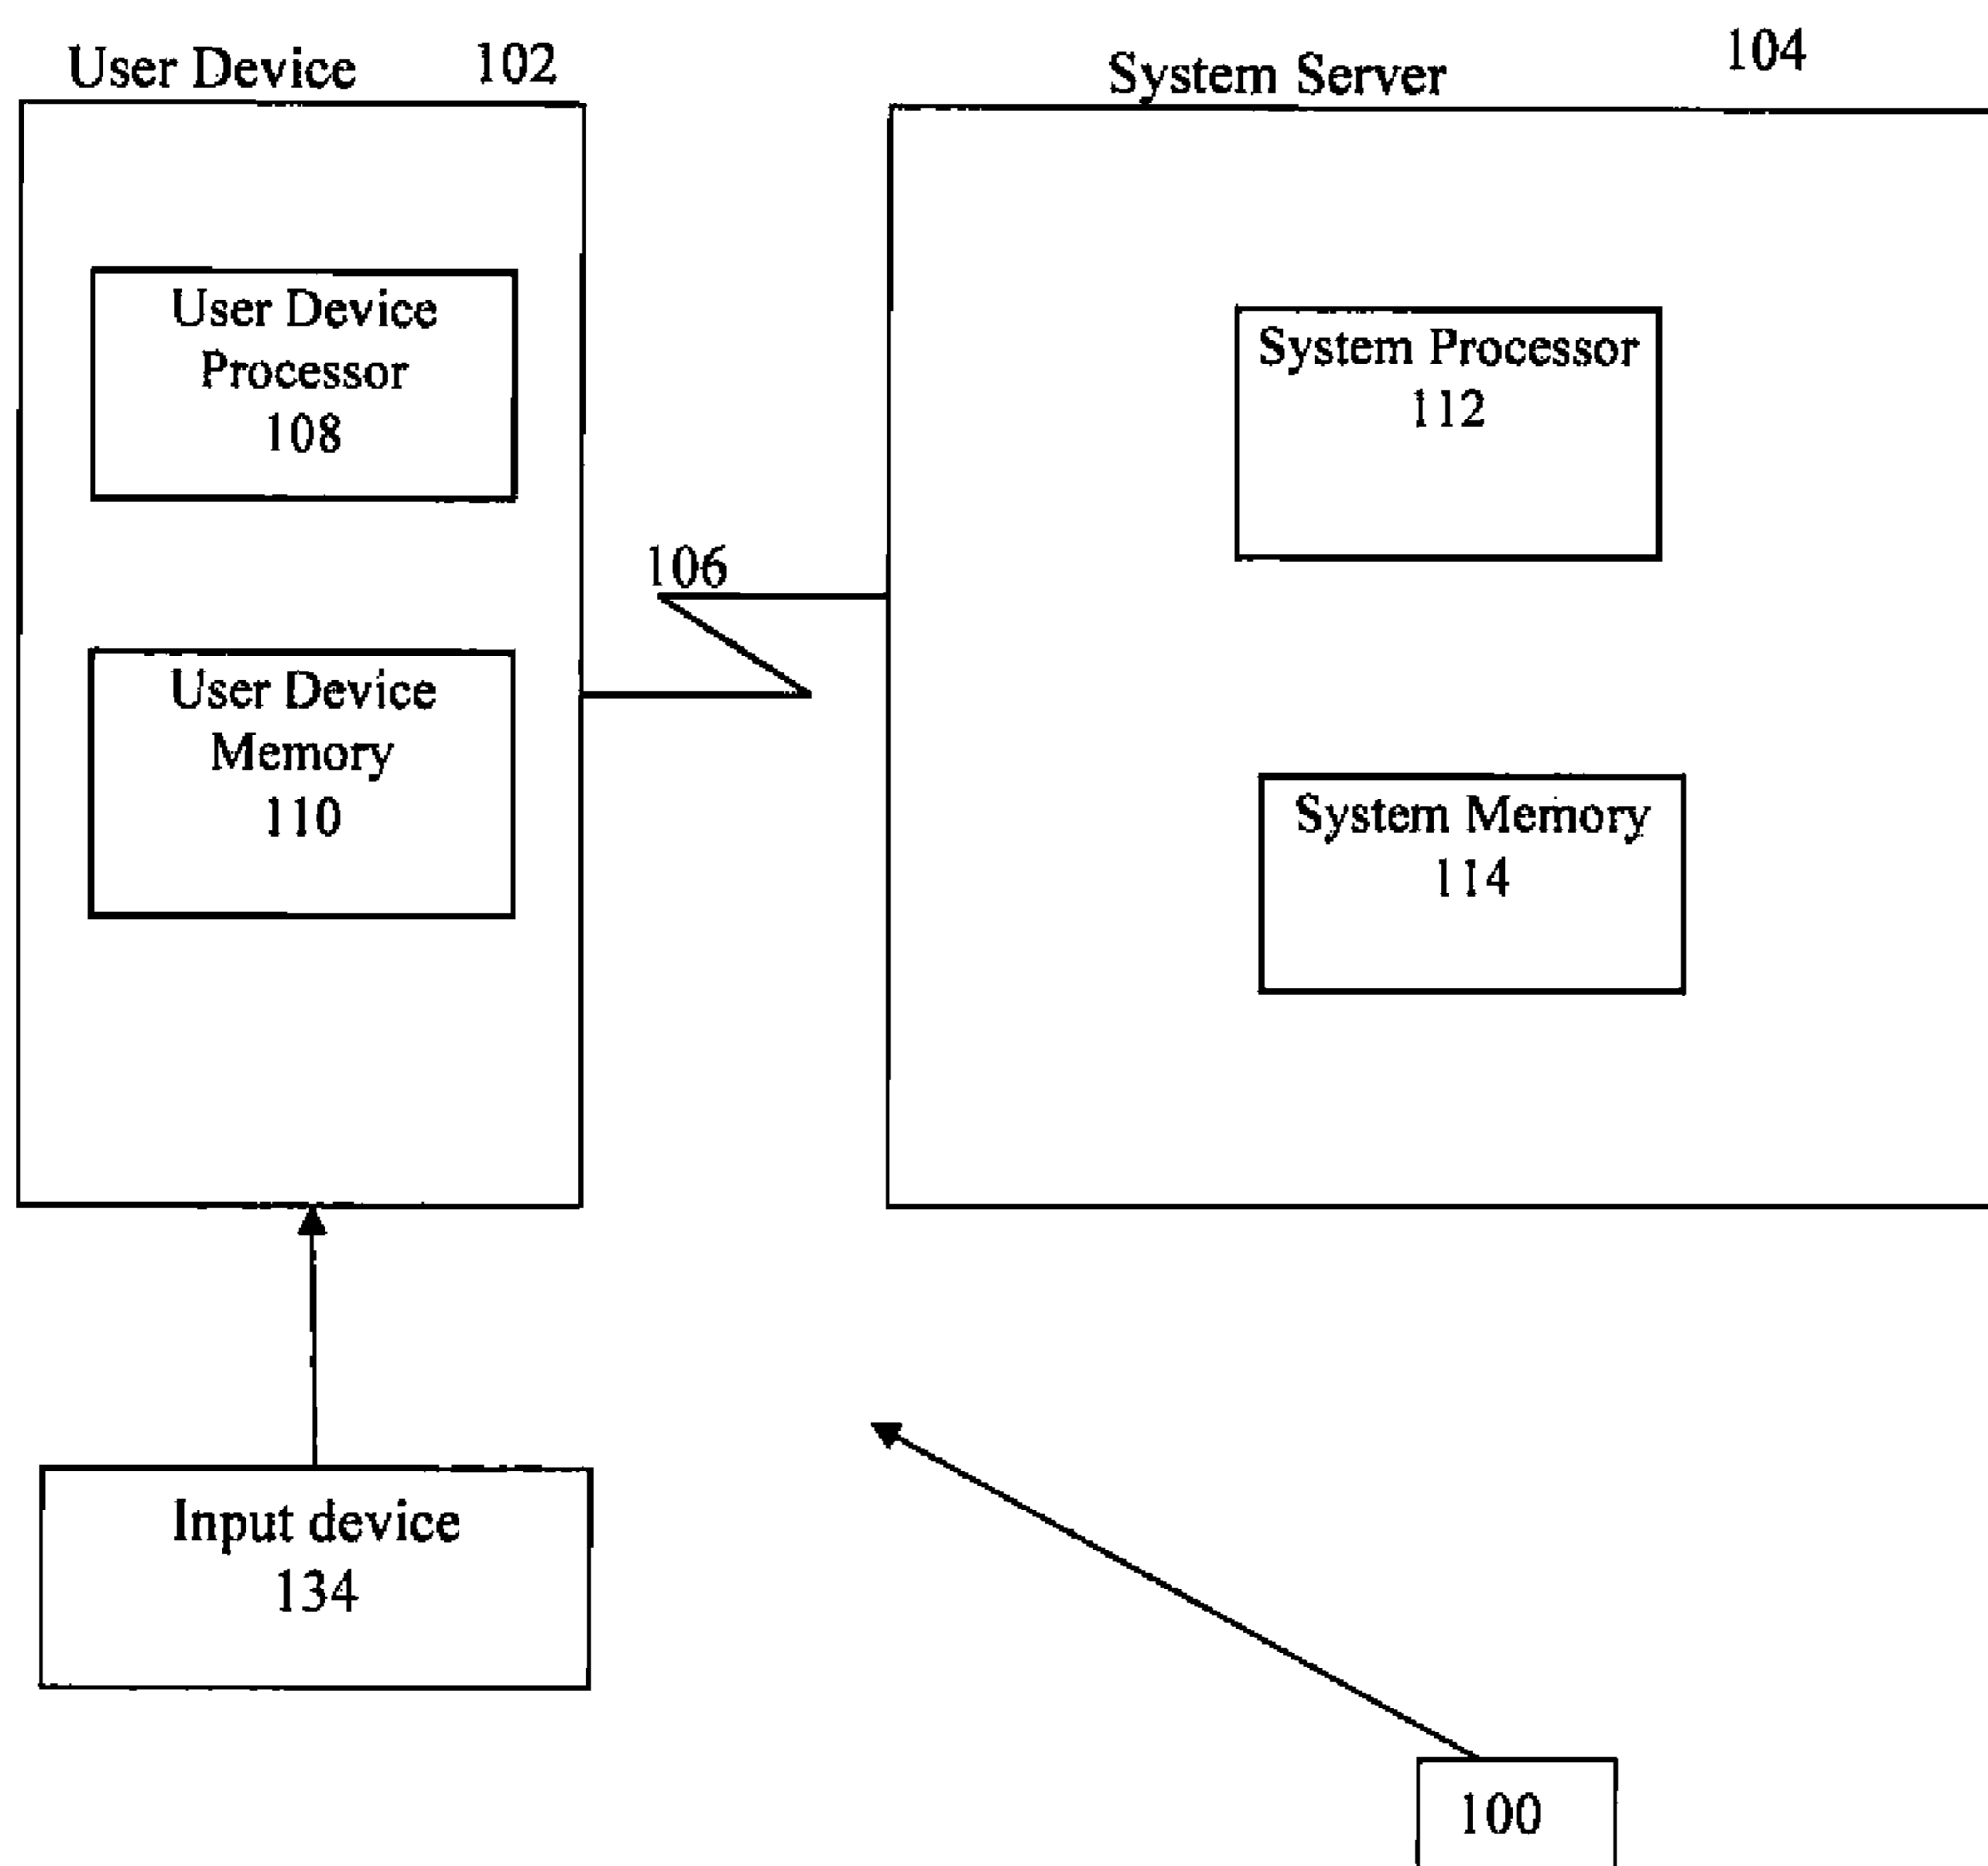 User Device 102
System Server 104
User Device
Processor
108
System Processor
112
106
User Device
Memory
110
System Memory
114
Input device
134
100